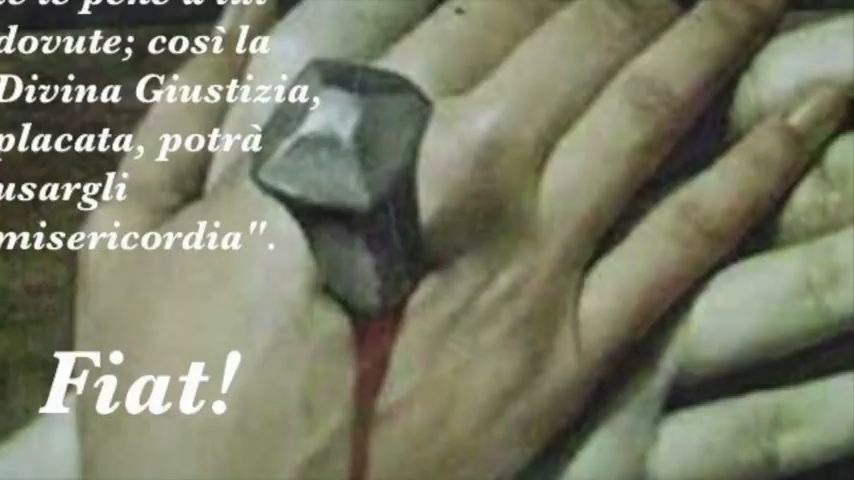 dovute; così la
Divina Giustizia,
placata, potrà
usargli
misericordia".
Fiat!